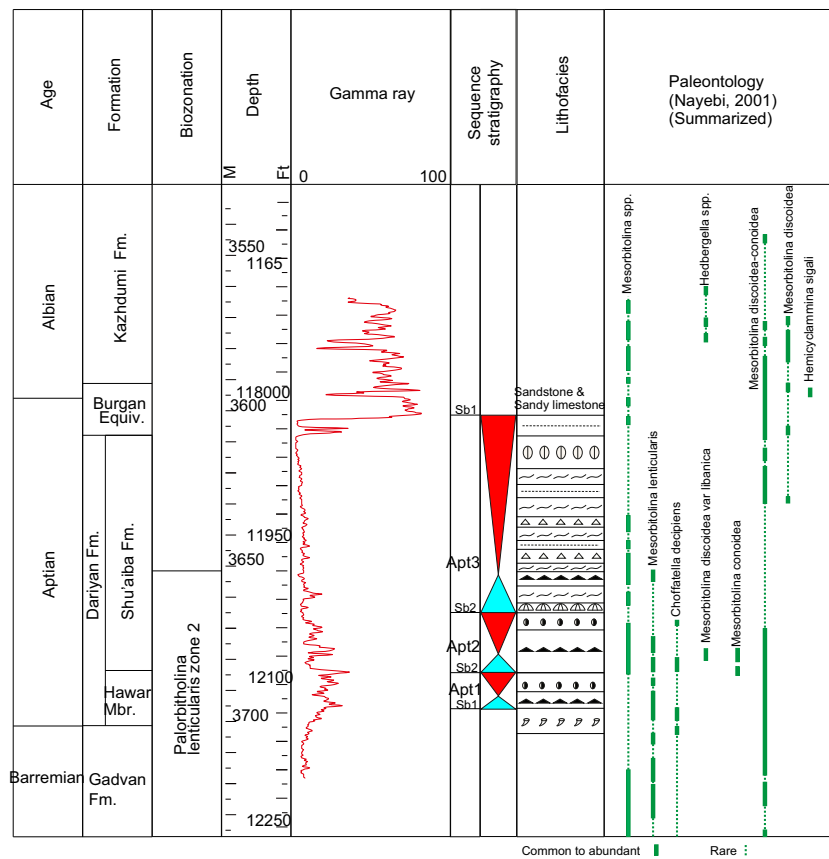 Age
Formation
Biozonation
Depth
M
Ft
Gamma ray
0
100
Sequence
stratigraphy
Lithofacies
Paleontology
(Nayebi, 2001)
(Summarized)
Albian
Aptian
Barremian
Kazhdumi Fm.
Burgan
Equiv.
Dariyan Fm.
Shu'aiba Fm.
Hawar
Mbr.
Gadvan
Fm.
Palorbitholina
lenticularis zone 2
3550
1165
118000
3600
11950
3650
12100
3700
12250
Sb1
Apt3
Sb2
Apt2
Sb2
Apt1
Sb1
Sandstone &
Sandy limestone
Mesorbitolina spp.
Mesorbitolina lenticularis
Choffatella decipiens
Hedbergella spp.
Mesorbitolina discoidea var libanica
Mesorbitolina conoidea
Mesorbitolina discoidea-conoidea
Mesorbitolina discoidea
Hemicyclammina sigali
Common to abundant
Rare